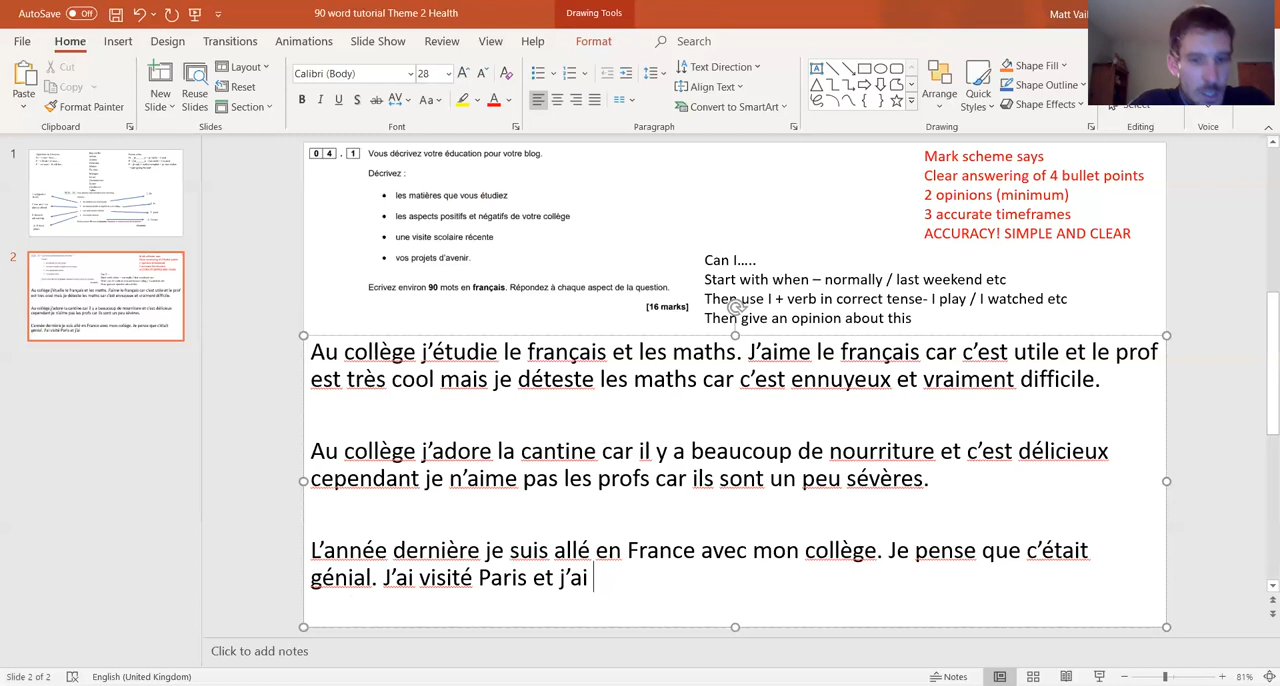 AutoSave Off 90 word tutorial Theme 2 Health Drawing Tools Matt Vail
File Home Insert Design Transitions Animations Slide Show Review View Help Format Search
Paste Cut Copy Format Painter
New Slide Reuse Slides Layout Reset Section
Calibri (Body) 28
B I U S ab AV Aa A
Text Direction Align Text Convert to SmartArt
Arrange Quick Styles Shape Fill Shape Outline Shape Effects
Select
Clipboard Slides Font Paragraph Drawing Editing Voice
1
2
0 4 . 1 Vous décrivez votre éducation pour votre blog.
Décrivez :
• les matières que vous étudiez
• les aspects positifs et négatifs de votre collège
• une visite scolaire récente
• vos projets d'avenir.
Ecrivez environ 90 mots en français. Répondez à chaque aspect de la question.
[16 marks]
Mark scheme says
Clear answering of 4 bullet points
2 opinions (minimum)
3 accurate timeframes
ACCURACY! SIMPLE AND CLEAR
Can I…..
Start with when – normally / last weekend etc
Then use I + verb in correct tense- I play / I watched etc
Then give an opinion about this
Au collège j'étudie le français et les maths. J'aime le français car c'est utile et le prof
est très cool mais je déteste les maths car c'est ennuyeux et vraiment difficile.
Au collège j'adore la cantine car il y a beaucoup de nourriture et c'est délicieux
cependant je n'aime pas les profs car ils sont un peu sévères.
L'année dernière je suis allé en France avec mon collège. Je pense que c'était
génial. J'ai visité Paris et j'ai
Click to add notes
Slide 2 of 2 English (United Kingdom) Notes 81%